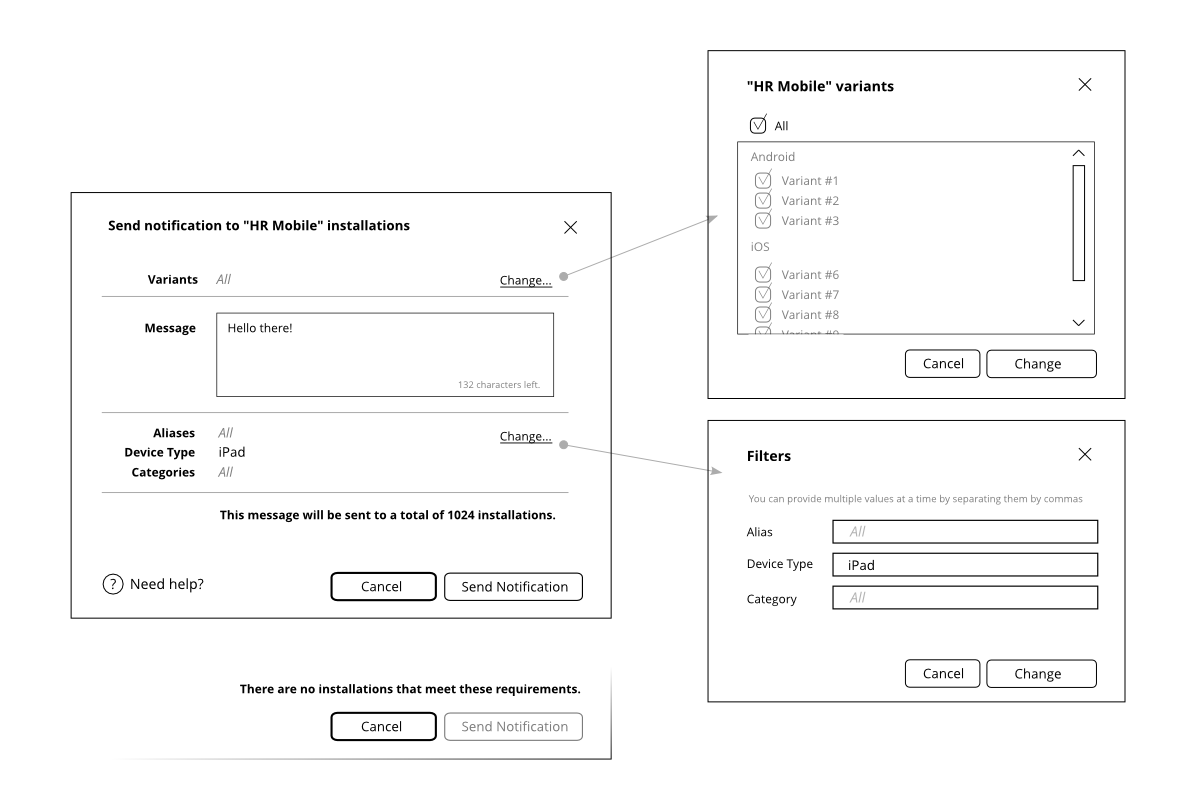 Send notification to "HR Mobile" installations
Variants All Change...
Message Hello there!
132 characters left.
Aliases All Change...
Device Type iPad
Categories All
This message will be sent to a total of 1024 installations.
? Need help? Cancel Send Notification
There are no installations that meet these requirements.
Cancel Send Notification
"HR Mobile" variants
All
Android
Variant #1
Variant #2
Variant #3
iOS
Variant #6
Variant #7
Variant #8
Cancel Change
Filters
You can provide multiple values at a time by separating them by commas
Alias All
Device Type iPad
Category All
Cancel Change